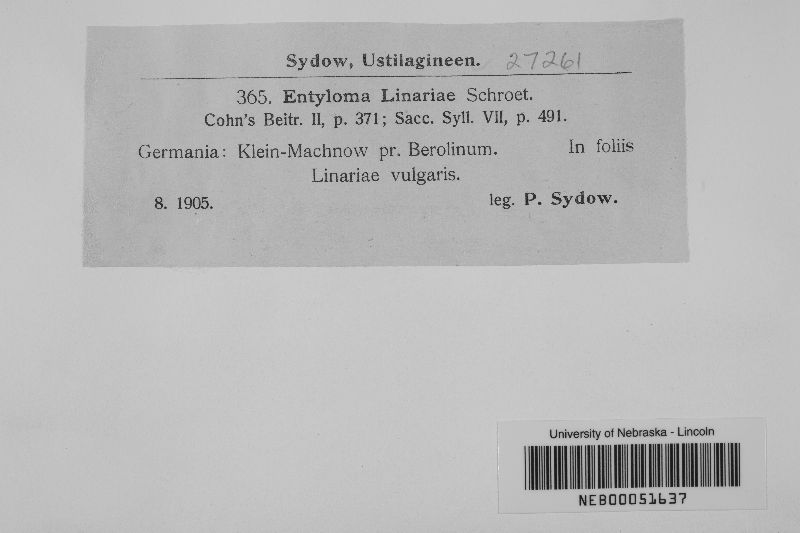 Sydow, Ustilagineen. 27261
365. Entyloma Linariae Schroet.
Cohn's Beitr. II, p. 371; Sacc. Syll. VII, p. 491.
Germania: Klein-Machnow pr. Berolinum. In foliis
Linariae vulgaris.
8. 1905. leg. P. Sydow.
University of Nebraska - Lincoln
NEB00051637